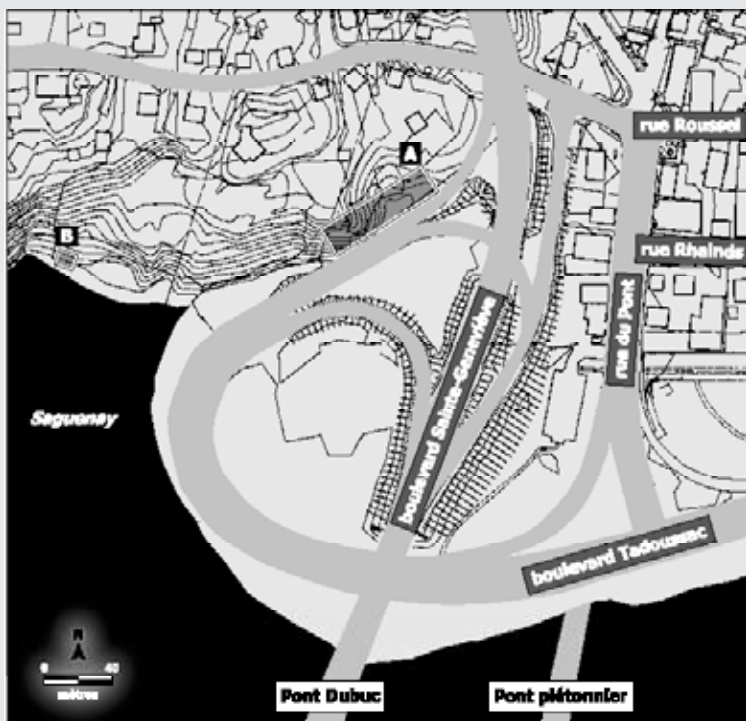 rue Roussel
A
B
rue Rhainds
rue du Pont
boulevard Sainte-Geneviève
Saguenay
boulevard Tadoussac
N
0 40
mètres
Pont Dubuc
Pont piétonnier